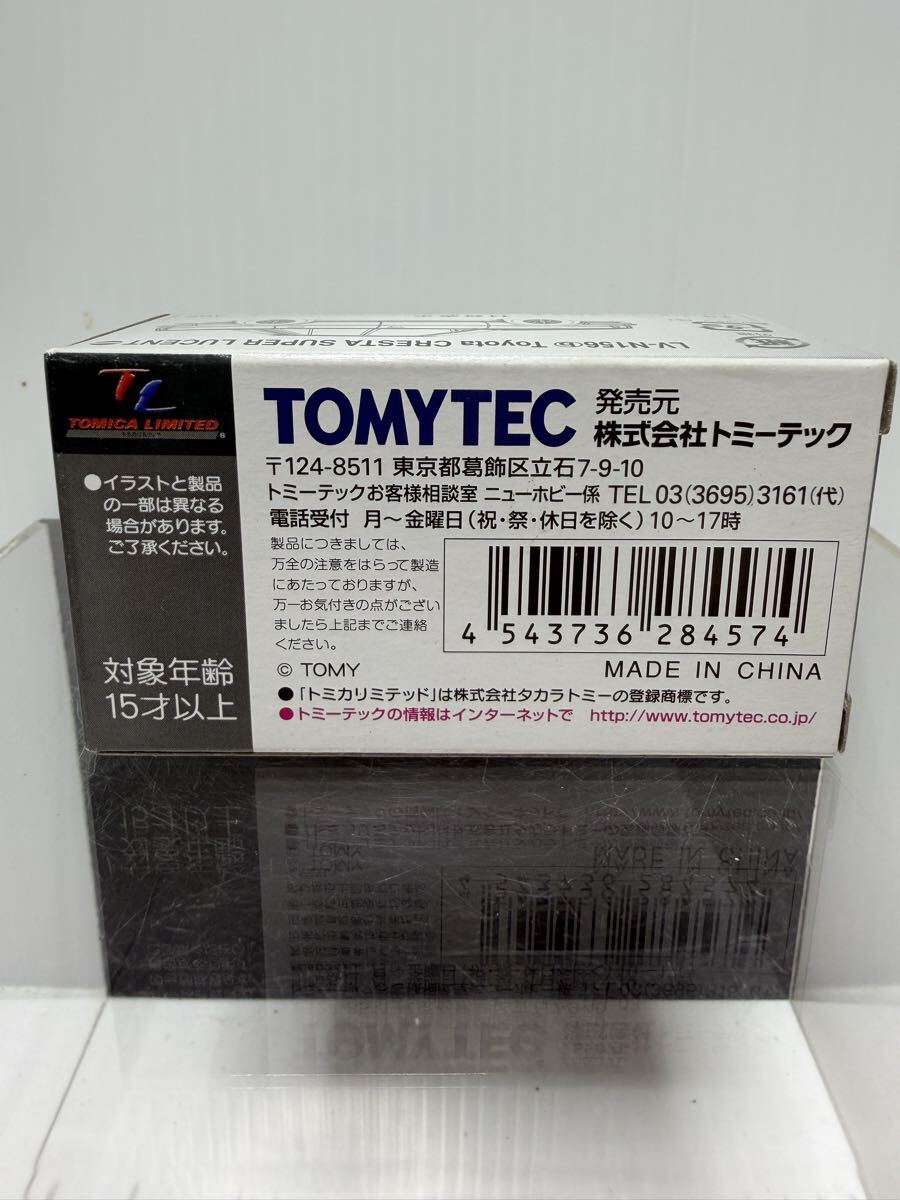 LV-N156b Toyota CRESTA SUPER LUCENT
TL
TOMICA LIMITED
●イラストと製品
の一部は異なる
場合があります。
ご了承ください。
対象年齢
15才以上
TOMYTEC
発売元
株式会社トミーテック
〒124-8511 東京都葛飾区立石7-9-10
トミーテックお客様相談室 ニューホビー係 TEL 03(3695)3161(代)
電話受付 月～金曜日(祝・祭・休日を除く)10～17時
製品につきましては、
万全の注意をはらって製造
にあたっておりますが、
万一お気付きの点がござい
ましたら上記までご連絡
ください。
4 543736 284574
© TOMY
MADE IN CHINA
●「トミカリミテッド」は株式会社タカラトミーの登録商標です。
●トミーテックの情報はインターネットで http://www.tomytec.co.jp/